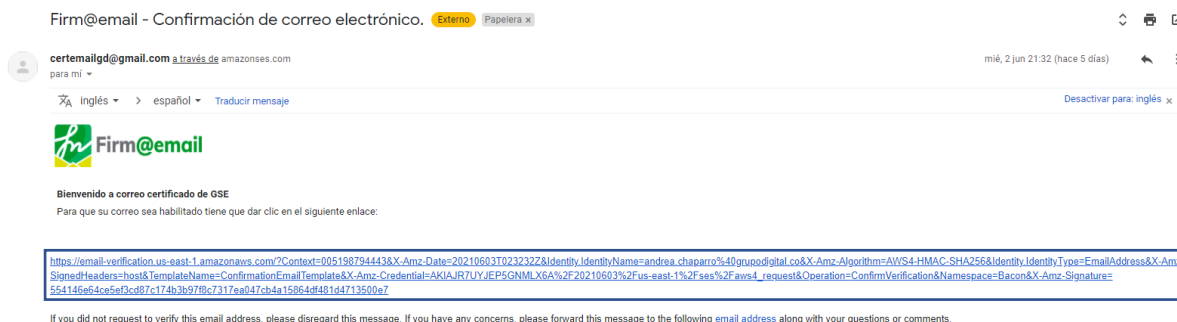 Firm@email - Confirmación de correo electrónico. Externo Papelera x
certemailgd@gmail.com a través de amazonses.com
mié, 2 jun 21:32 (hace 5 días)
para mí
inglés > español Traducir mensaje
Desactivar para: inglés x
Firm@email
Bienvenido a correo certificado de GSE
Para que su correo sea habilitado tiene que dar clic en el siguiente enlace:
https://email-verification.us-east-1.amazonaws.com/?Context=005198794443&X-Amz-Date=20210603T023232Z&Identity.IdentityName=andrea.chaparro%40grupodigital.co&X-Amz-Algorithm=AWS4-HMAC-SHA256&Identity.IdentityType=EmailAddress&X-Am
SignedHeaders=host&TemplateName=ConfirmationEmailTemplate&X-Amz-Credential=AKIAJR7UYJEP5GNMLX6A%2F20210603%2Fus-east-1%2Fses%2Faws4_request&Operation=ConfirmVerification&Namespace=Bacon&X-Amz-Signature=
554146e64ce5ef3cd87c174b3b97f8c7317ea047cb4a15864df481d4713500e7
If you did not request to verify this email address, please disregard this message. If you have any concerns, please forward this message to the following email address along with your questions or comments.